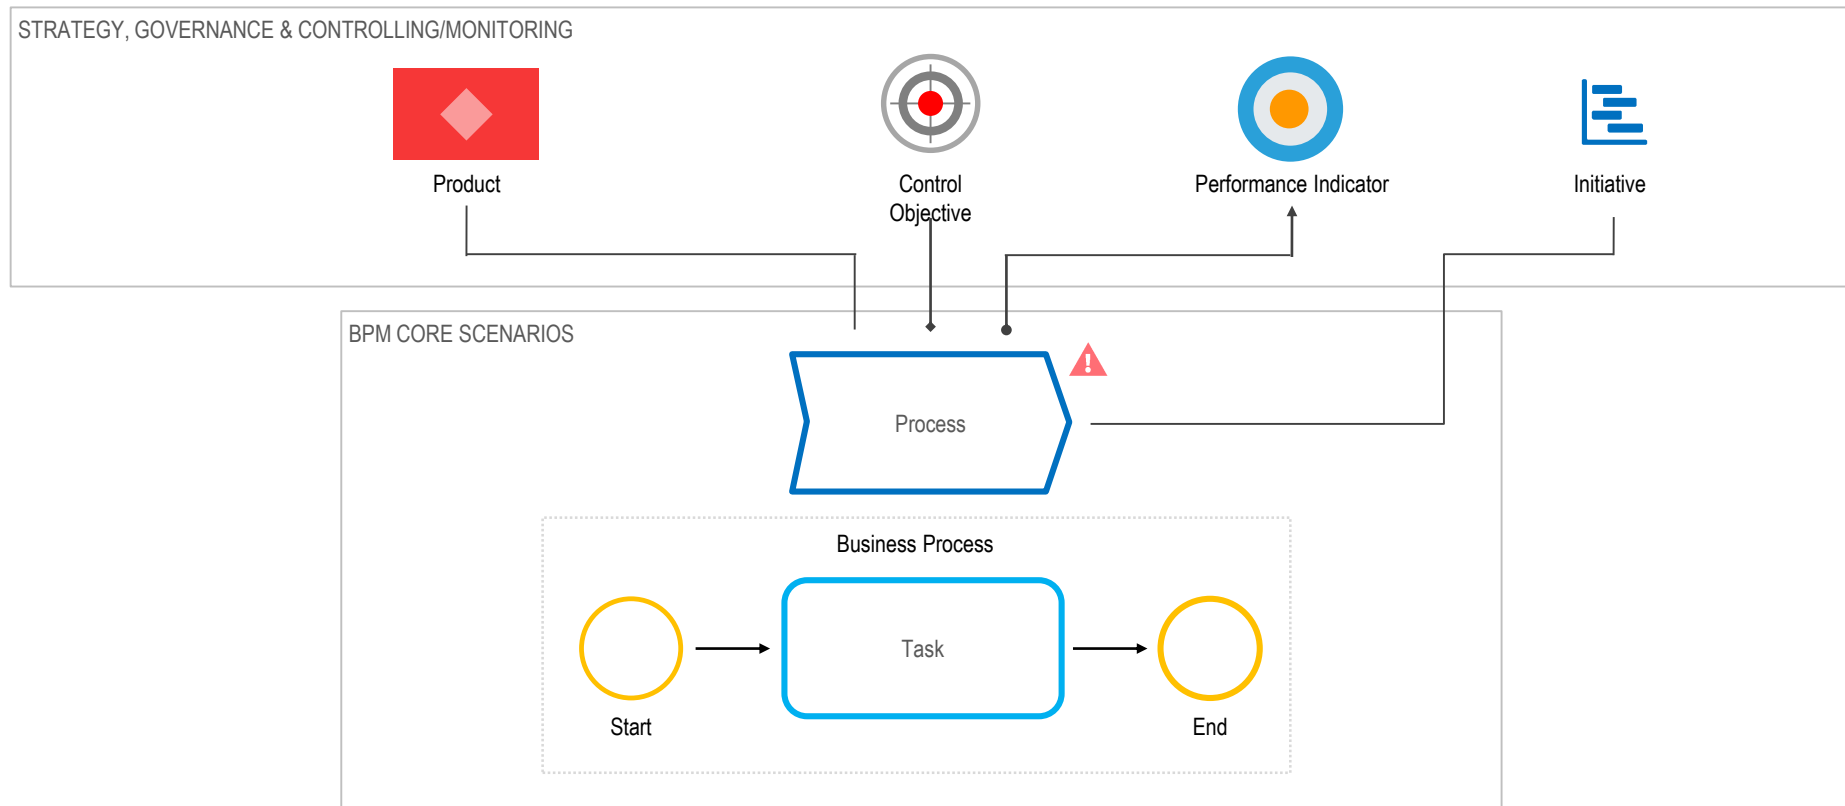 STRATEGY, GOVERNANCE & CONTROLLING/MONITORING
Product
Control
Objective
Performance Indicator
Initiative
BPM CORE SCENARIOS
Process
Business Process
Task
Start
End